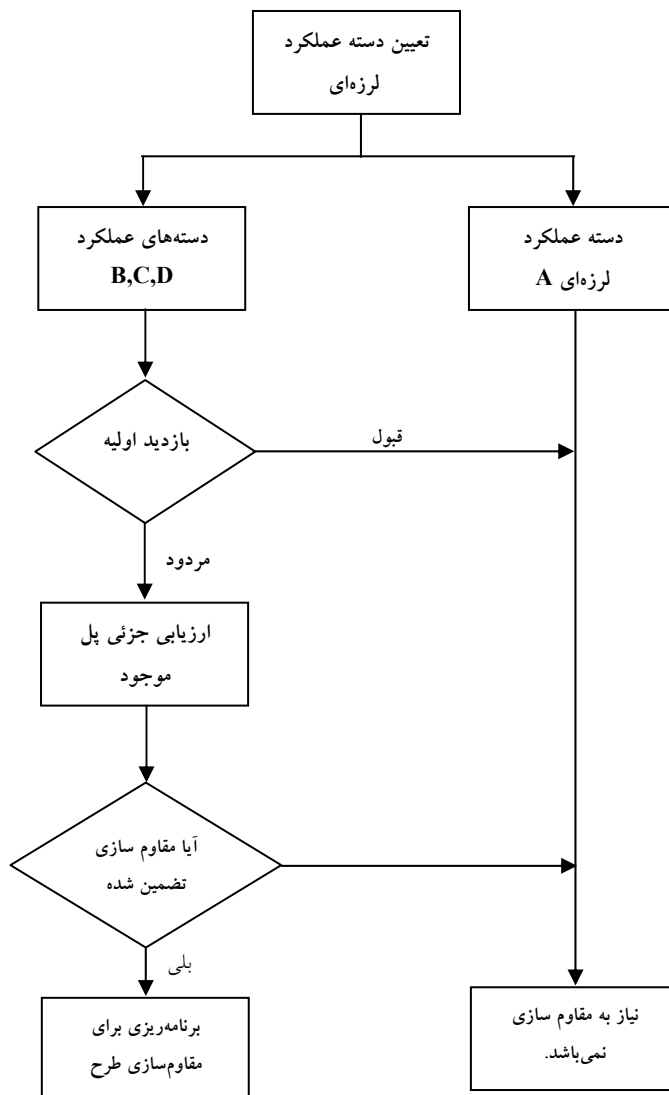 تعیین دسته عملکرد
لرزه‌ای
دسته عملکرد
لرزه‌ای A
دسته‌های عملکرد
B,C,D
بازدید اولیه
قبول
مردود
ارزیابی جزئی پل
موجود
آیا مقاوم سازی
تضمین شده
بلی
برنامه‌ریزی برای
مقاوم‌سازی طرح
نیاز به مقاوم سازی
نمی‌باشد.